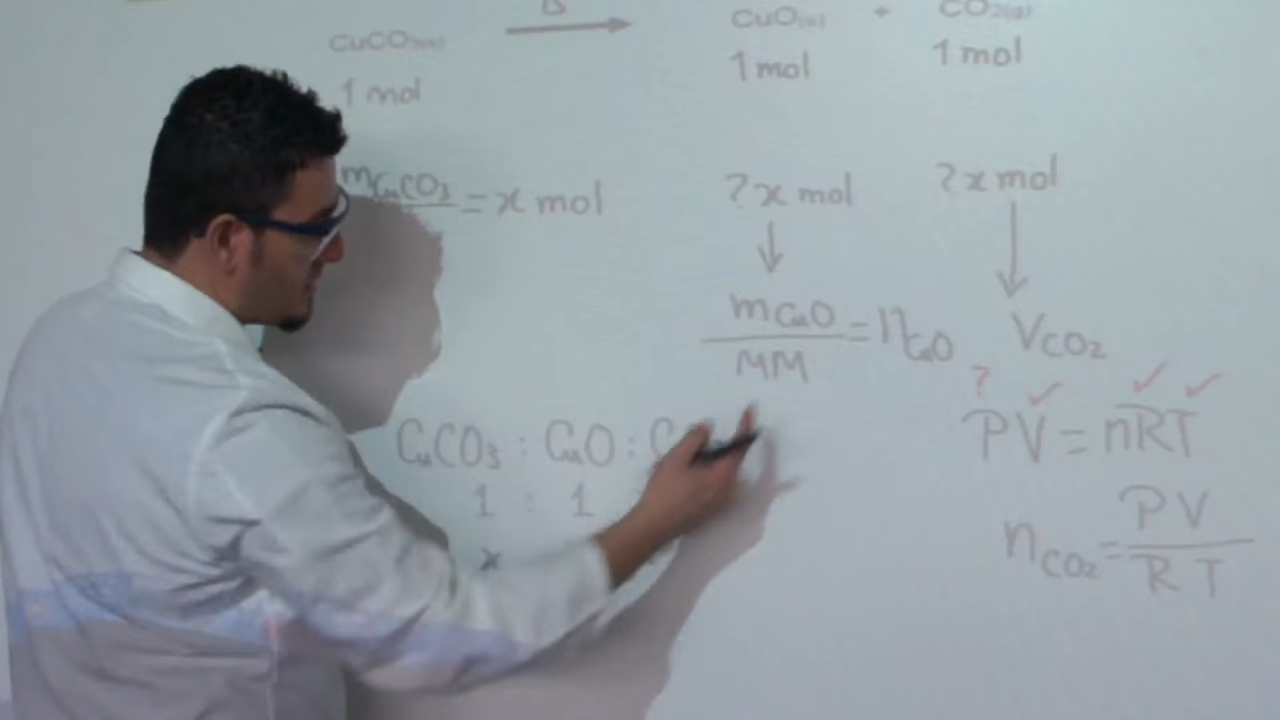 CuCO3(s) Δ CuO(s) + CO2(g)
1 mol 1 mol 1 mol
mCuCO3 = x mol ? x mol ? x mol
mCuO = nCuO VCO2
MM
? ✓ ✓ ✓
PV = nRT
CuCO3 : CuO : C
1 : 1
PV
nCO2 =
RT
x